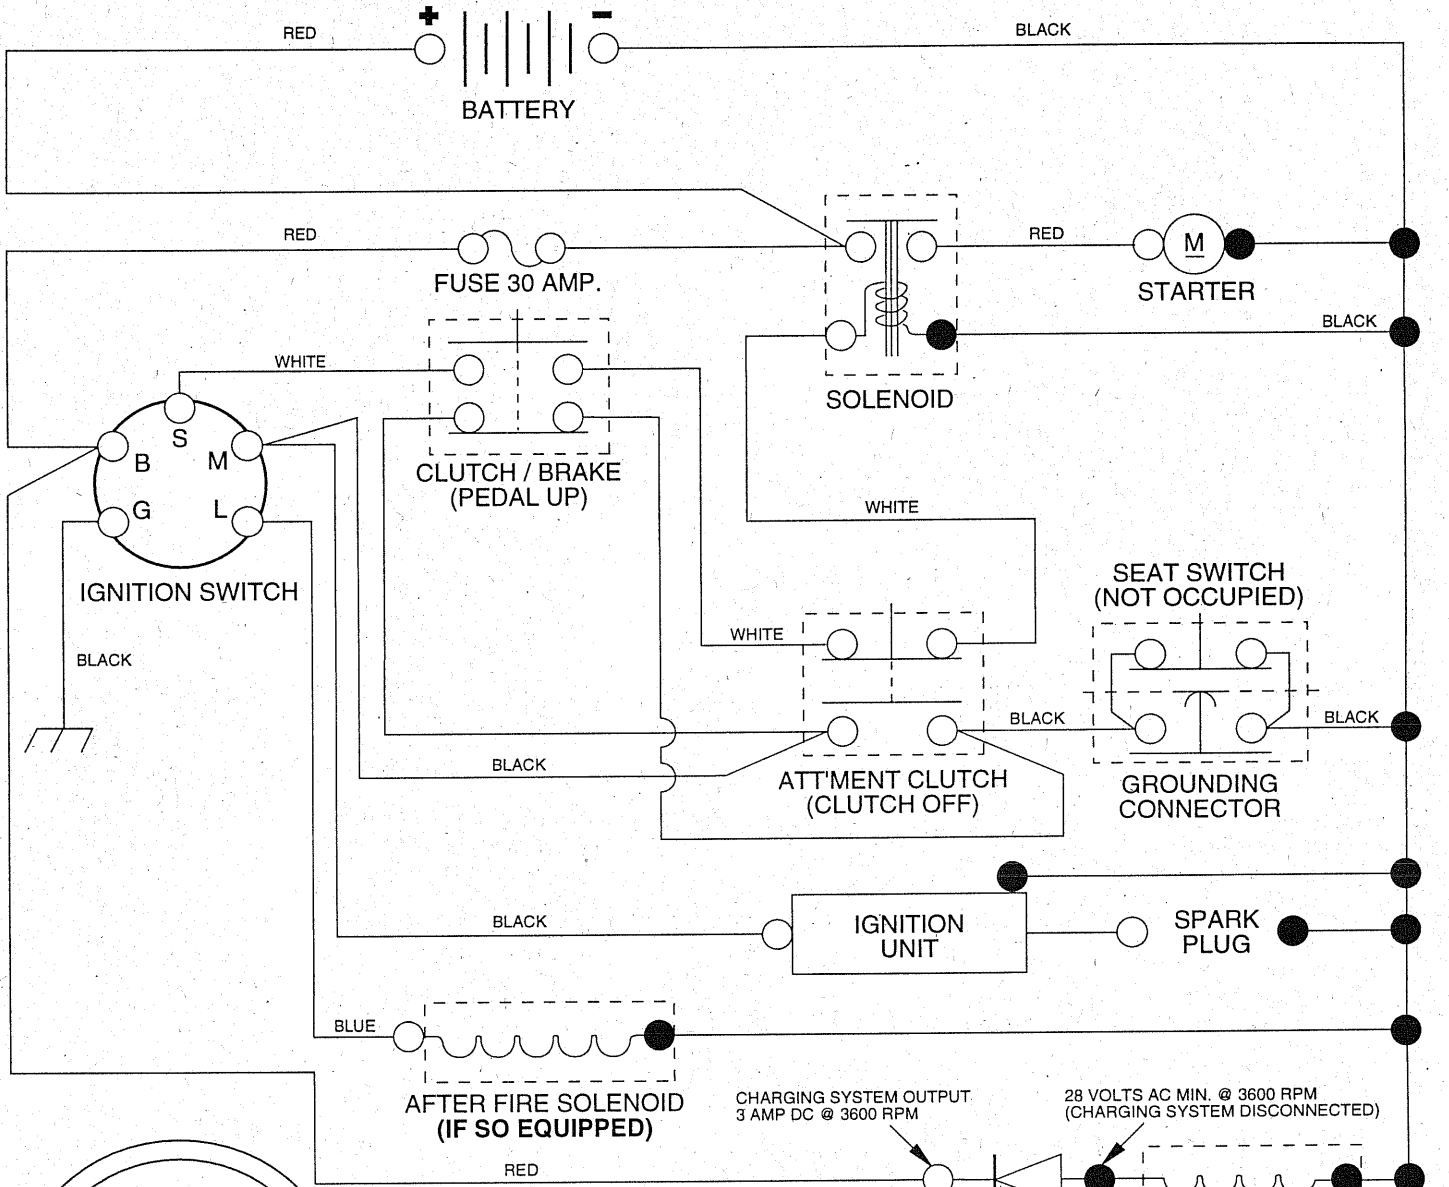 + −
RED
BLACK
BATTERY
RED
FUSE 30 AMP.
RED
M
STARTER
BLACK
SOLENOID
WHITE
S
B
M
G
L
IGNITION SWITCH
CLUTCH / BRAKE
(PEDAL UP)
WHITE
SEAT SWITCH
(NOT OCCUPIED)
BLACK
WHITE
BLACK
BLACK
BLACK
ATT'MENT CLUTCH
(CLUTCH OFF)
GROUNDING
CONNECTOR
BLACK
IGNITION
UNIT
SPARK
PLUG
BLUE
AFTER FIRE SOLENOID
(IF SO EQUIPPED)
CHARGING SYSTEM OUTPUT
3 AMP DC @ 3600 RPM
28 VOLTS AC MIN. @ 3600 RPM
(CHARGING SYSTEM DISCONNECTED)
RED